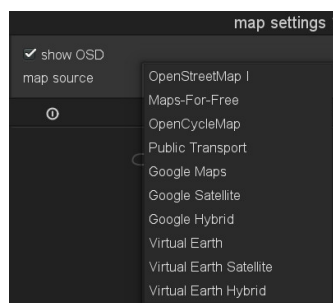 map settings
show OSD
map source
OpenStreetMap I
Maps-For-Free
OpenCycleMap
Public Transport
Google Maps
Google Satellite
Google Hybrid
Virtual Earth
Virtual Earth Satellite
Virtual Earth Hybrid